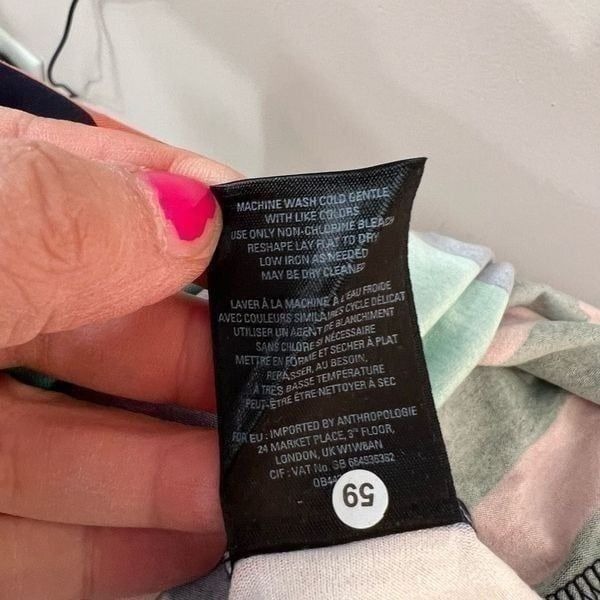 MACHINE WASH COLD GENTLE
WITH LIKE COLORS
USE ONLY NON-CHLORINE BLEACH
RESHAPE LAY FLAT TO DRY
LOW IRON AS NEEDED
MAY BE DRY CLEANED
LAVER À LA MACHINE À L'EAU FROIDE
AVEC COULEURS SIMILAIRES CYCLE DÉLICAT
UTILISER UN AGENT DE BLANCHIMENT
SANS CHLORE SI NÉCESSAIRE
METTRE EN FORME ET SECHER À PLAT
REPASSER, AU BESOIN,
À TRÈS BASSE TEMPÉRATURE
PEUT-ÊTRE ÊTRE NETTOYER À SEC
FOR EU : IMPORTED BY ANTHROPOLOGIE
24 MARKET PLACE, 3RD FLOOR,
LONDON, UK W1W8AN
CIF : VAT No. GB
59